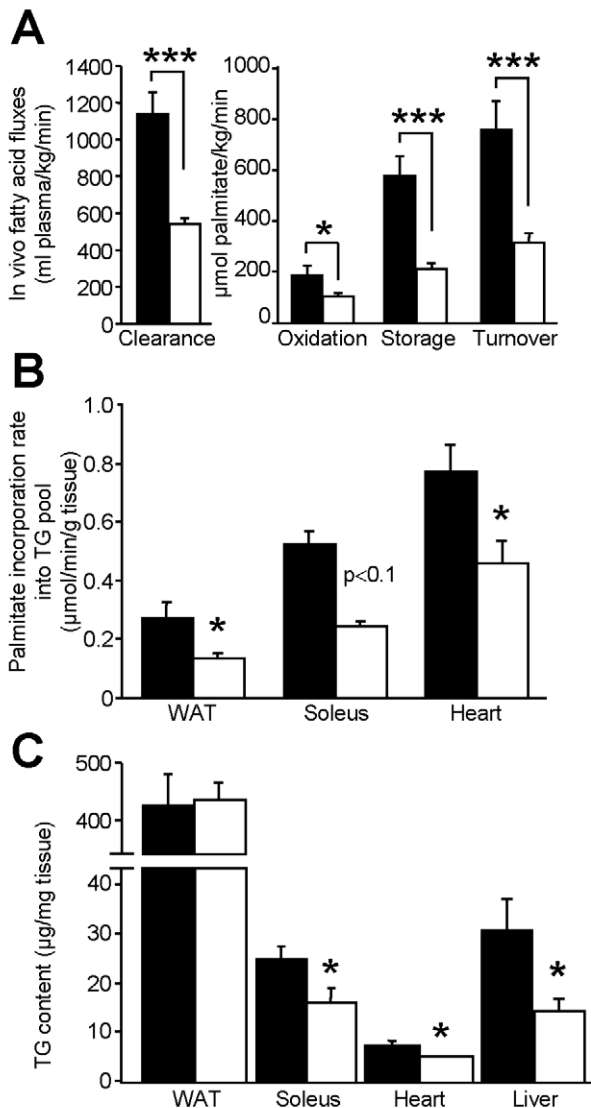 A
In vivo fatty acid fluxes
(ml plasma/kg/min)
1400
1200
1000
800
600
400
200
0
***
Clearance
µmol palmitate/kg/min
1000
800
600
400
200
0
*
***
***
Oxidation Storage Turnover
B
Palmitate incorporation rate
into TG pool
(µmol/min/g tissue)
1.0
0.8
0.6
0.4
0.2
0
*
p<0.1
*
WAT Soleus Heart
C
TG content (µg/mg tissue)
500
400
40
30
20
10
0
*
*
*
WAT Soleus Heart Liver